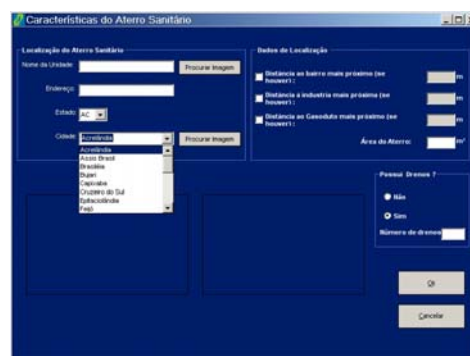 Características do Aterro Sanitário
Localização do Aterro Sanitário
Nome da Unidade:
Procurar Imagem
Endereço:
Estado: AC
Cidade: Acrelândia
Procurar Imagem
Acrelândia
Assis Brasil
Brasiléia
Bujari
Capixaba
Cruzeiro do Sul
Epitaciolândia
Feijó
Dados de Localização
Distância ao bairro mais próximo (se houver) :
m
Distância à industria mais próxima (se houver) :
m
Distância ao Gasoduto mais próximo (se houver) :
m
Área do Aterro:
m²
Possui Drenos ?
Não
Sim
Número de drenos
Ok
Cancelar